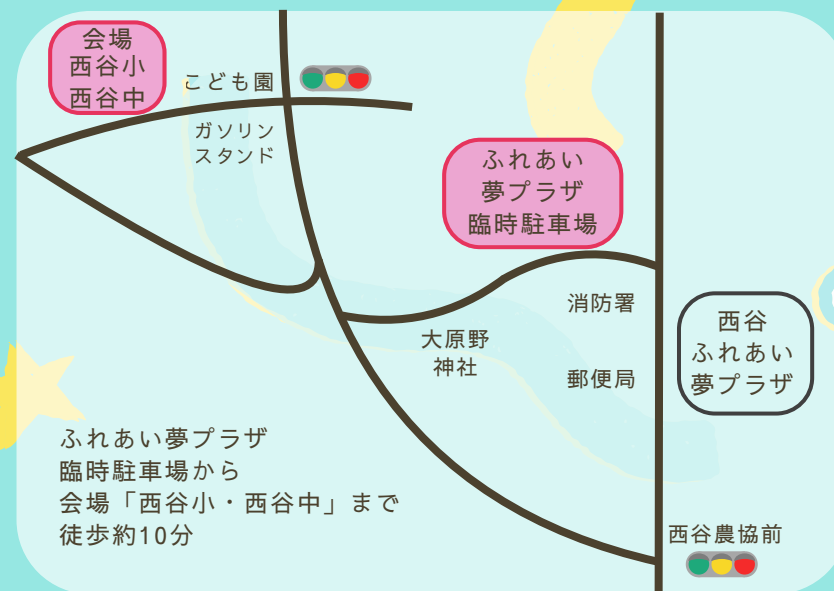 会場
西谷小
西谷中
こども園
ガソリン
スタンド
ふれあい
夢プラザ
臨時駐車場
消防署
西谷
ふれあい
夢プラザ
大原野
神社
郵便局
ふれあい夢プラザ
臨時駐車場から
会場「西谷小・西谷中」まで
徒歩約10分
西谷農協前